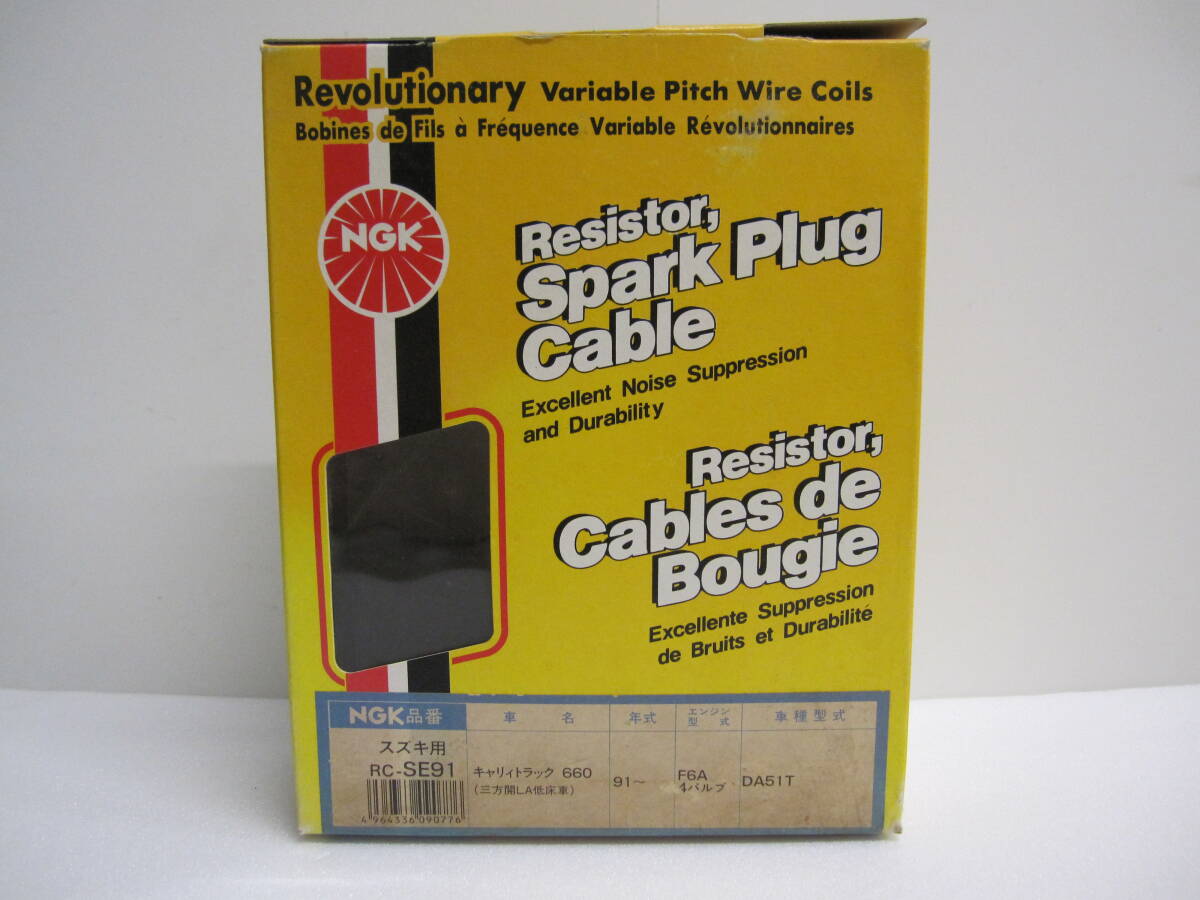 Revolutionary Variable Pitch Wire Coils
Bobines de Fils à Fréquence Variable Révolutionnaires
NGK
Resistor,
Spark Plug
Cable
Excellent Noise Suppression
and Durability
Resistor,
Cables de
Bougie
Excellente Suppression
de Bruits et Durabilité
NGK品番 車名 年式 エンジン型式 車種型式
スズキ用
RC-SE91
キャリィトラック 660
(三方開LA低床車)
91〜
F6A
4バルブ
DA51T
4964336090776